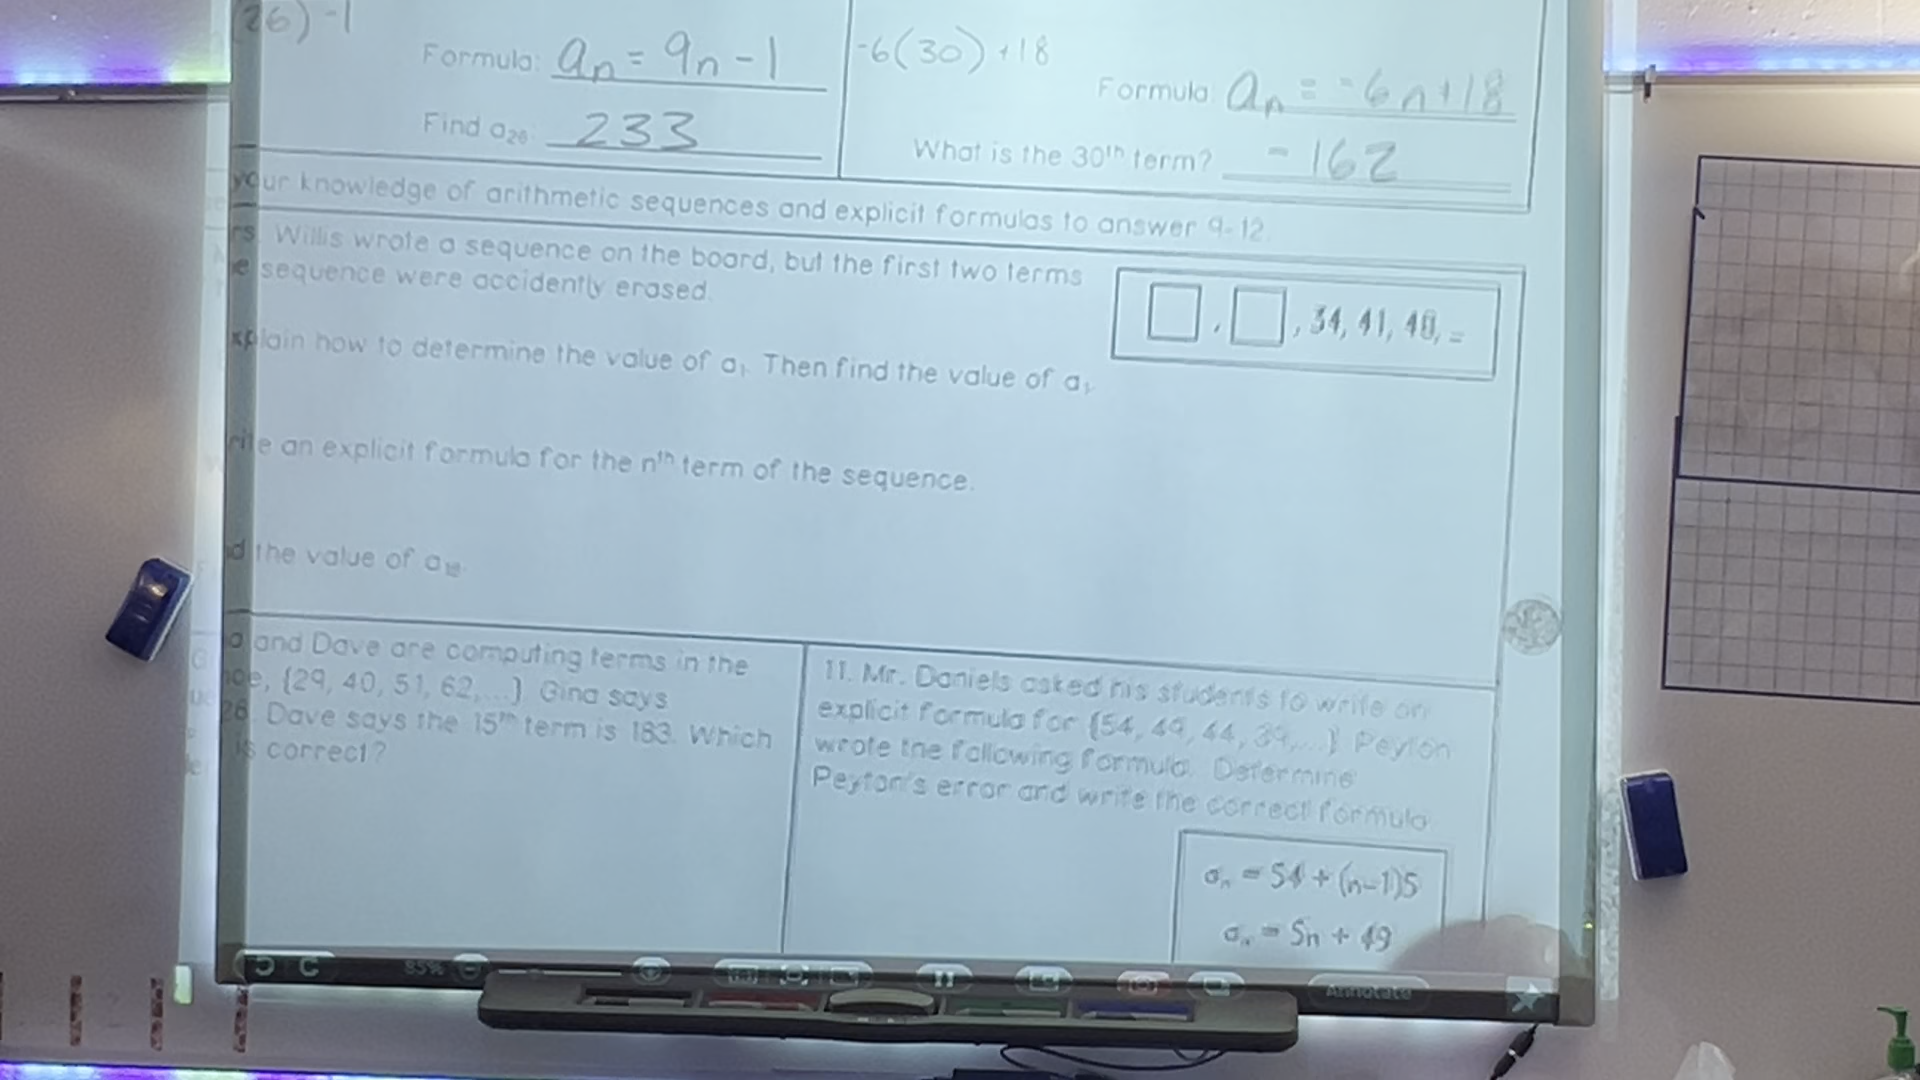 26) -1
Formula: an = 9n - 1
Find a26: 233
-6(30) +18
Formula: an = -6n+18
What is the 30th term? -162
your knowledge of arithmetic sequences and explicit formulas to answer 9-12.
rs. Willis wrote a sequence on the board, but the first two terms
e sequence were accidently erased.
, , 34, 41, 48,
xplain how to determine the value of a1. Then find the value of a1.
rite an explicit formula for the nth term of the sequence.
d the value of
a and Dave are computing terms in the
nce, {29, 40, 51, 62,...}. Gina says
Dave says the 15th term is 183. Which
is correct?
11. Mr. Daniels asked his students to write an
explicit formula for {54, 49, 44, 39,...}. Peyton
wrote the following formula. Determine
Peyton's error and write the correct formula.
an = 54 + (n-1)5
an = 5n + 49
85%
Annotate